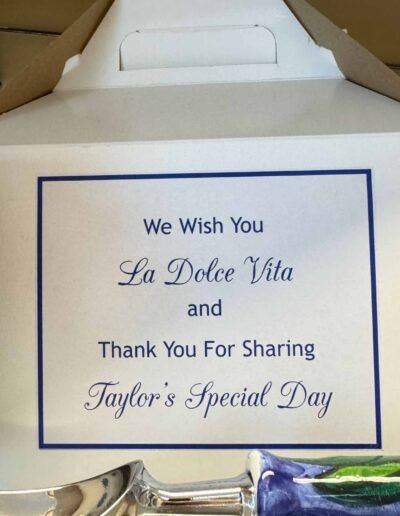 We Wish You
La Dolce Vita
and
Thank You For Sharing
Taylor's Special Day